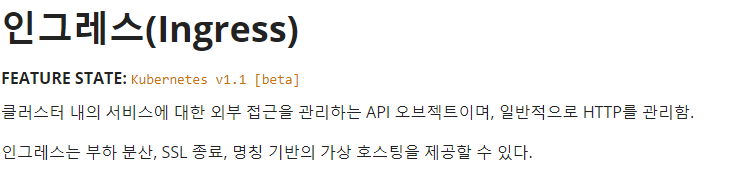 인그레스(Ingress)
FEATURE STATE: Kubernetes v1.1 [beta]
클러스터 내의 서비스에 대한 외부 접근을 관리하는 API 오브젝트이며, 일반적으로 HTTP를 관리함.
인그레스는 부하 분산, SSL 종료, 명칭 기반의 가상 호스팅을 제공할 수 있다.